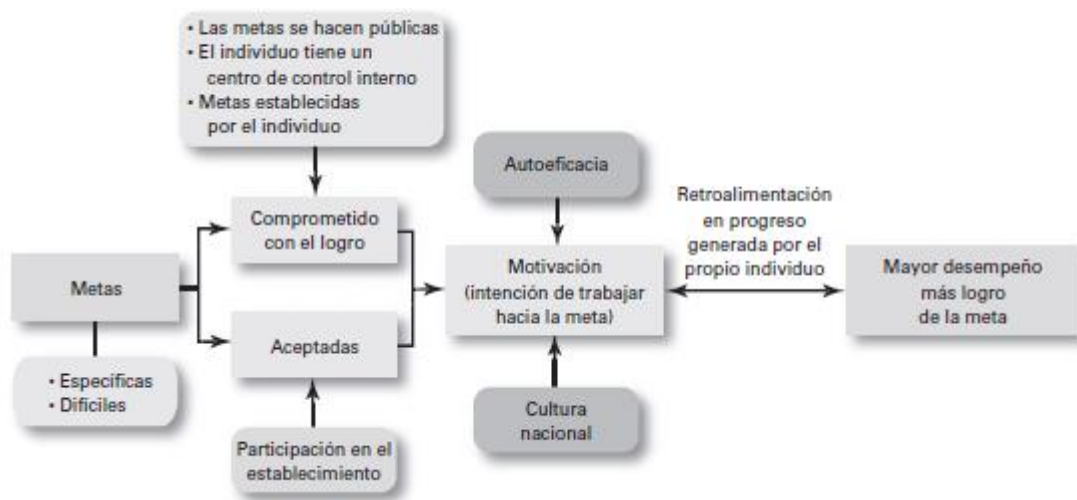 • Las metas se hacen públicas
• El individuo tiene un
centro de control interno
• Metas establecidas
por el individuo
Autoeficacia
Retroalimentación
en progreso
generada por el
propio individuo
Comprometido
con el logro
Metas
Motivación
(intención de trabajar
hacia la meta)
Mayor desempeño
más logro
de la meta
Aceptadas
• Específicas
• Difíciles
Cultura
nacional
Participación en el
establecimiento